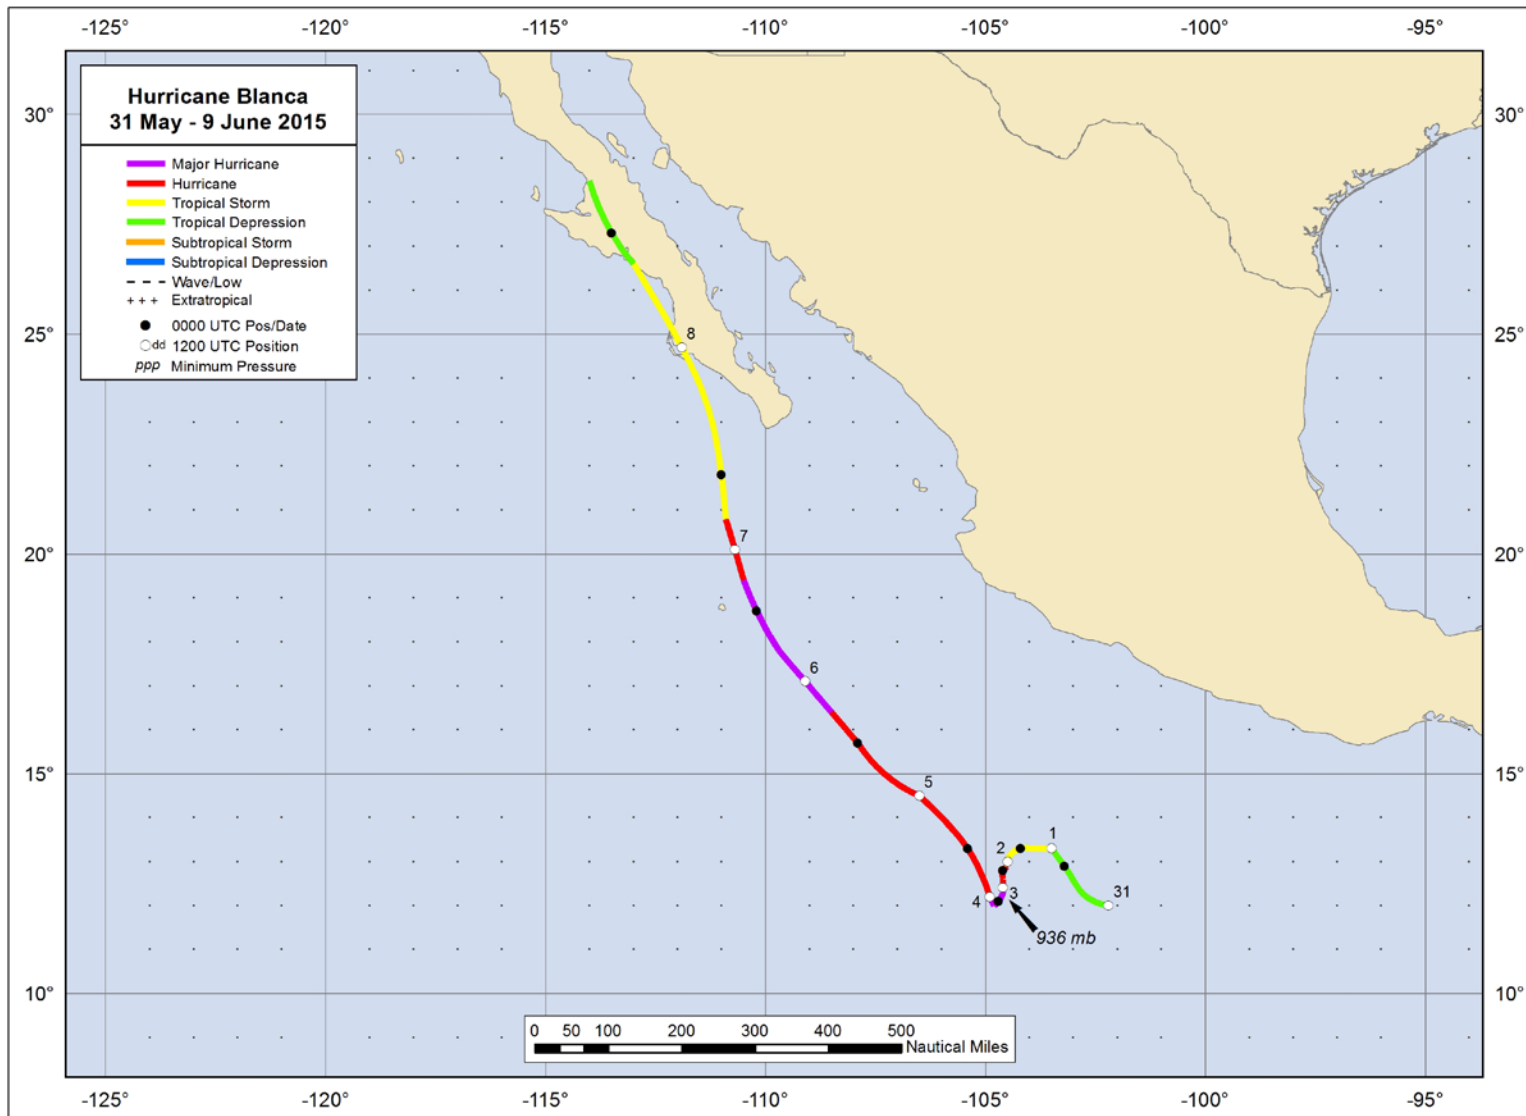 -125° -120° -115° -110° -105° -100° -95°
Hurricane Blanca
31 May - 9 June 2015
Major Hurricane
Hurricane
Tropical Storm
Tropical Depression
Subtropical Storm
Subtropical Depression
Wave/Low
+++ Extratropical
0000 UTC Pos/Date
dd 1200 UTC Position
ppp Minimum Pressure
30° 30°
8
25° 25°
7
20° 20°
6
15° 5 15°
2 1
4 3 31
936 mb
10° 10°
0 50 100 200 300 400 500
Nautical Miles
-125° -120° -115° -110° -105° -100° -95°